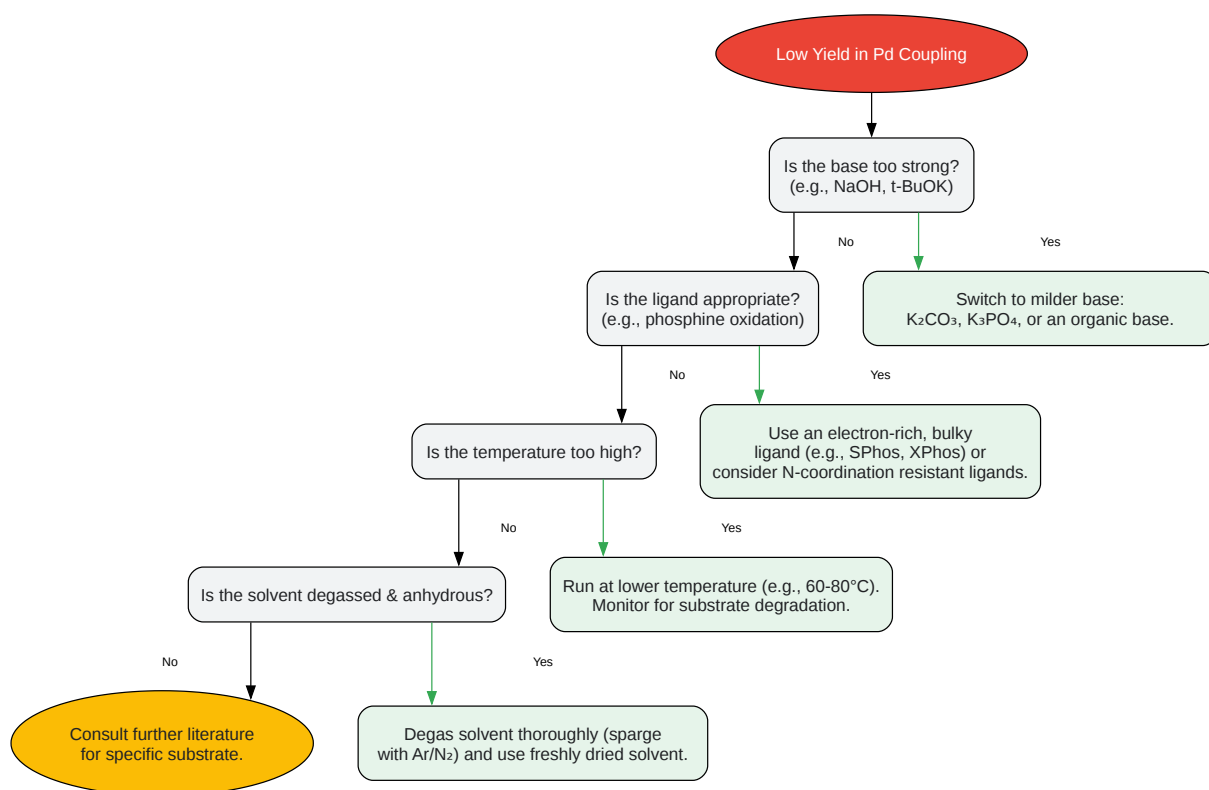 Low Yield in Pd Coupling
Is the base too strong?
(e.g., NaOH, t-BuOK)
No
Yes
Is the ligand appropriate?
(e.g., phosphine oxidation)
Switch to milder base:
K₂CO₃, K₃PO₄, or an organic base.
No
Yes
Is the temperature too high?
Use an electron-rich, bulky
ligand (e.g., SPhos, XPhos) or
consider N-coordination resistant ligands.
No
Yes
Is the solvent degassed & anhydrous?
Run at lower temperature (e.g., 60-80°C).
Monitor for substrate degradation.
No
Yes
Consult further literature
for specific substrate.
Degas solvent thoroughly (sparge
with Ar/N₂) and use freshly dried solvent.